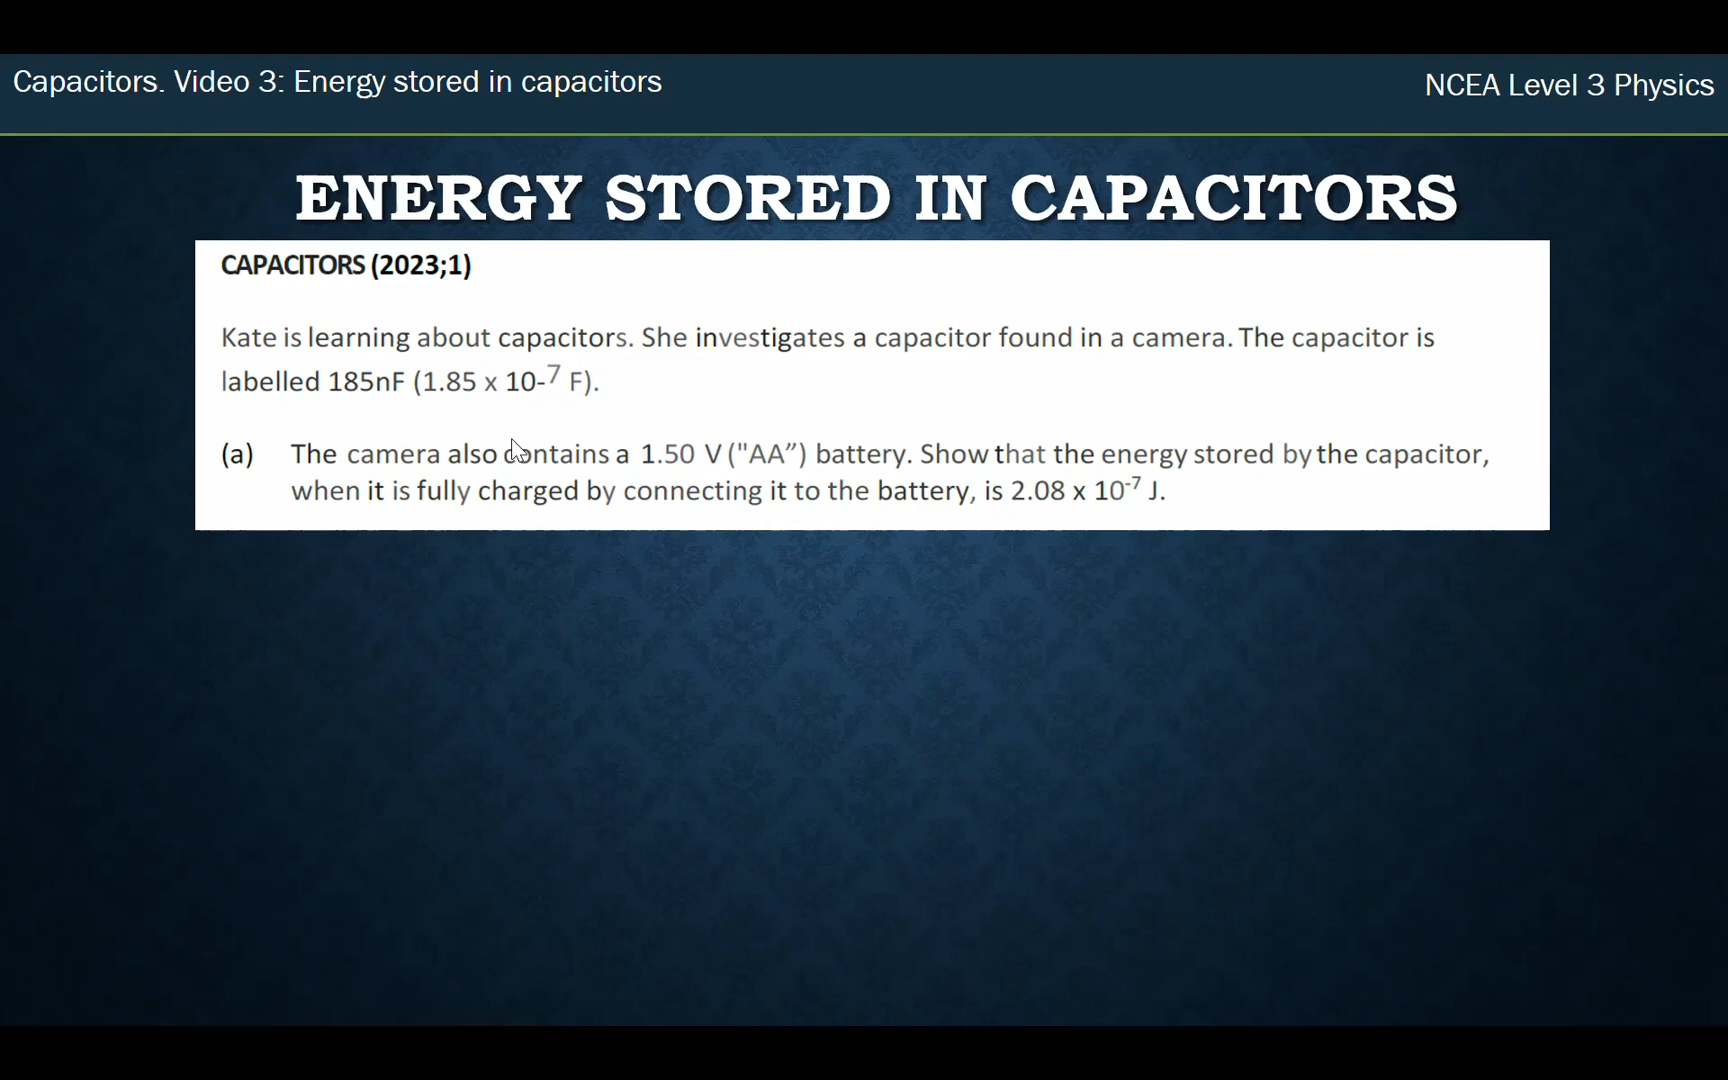 Capacitors. Video 3: Energy stored in capacitors
NCEA Level 3 Physics
ENERGY STORED IN CAPACITORS
CAPACITORS (2023;1)
Kate is learning about capacitors. She investigates a capacitor found in a camera. The capacitor is
labelled 185nF (1.85 x 10-⁷ F).
(a) The camera also contains a 1.50 V ("AA”) battery. Show that the energy stored by the capacitor,
when it is fully charged by connecting it to the battery, is 2.08 x 10⁻⁷ J.